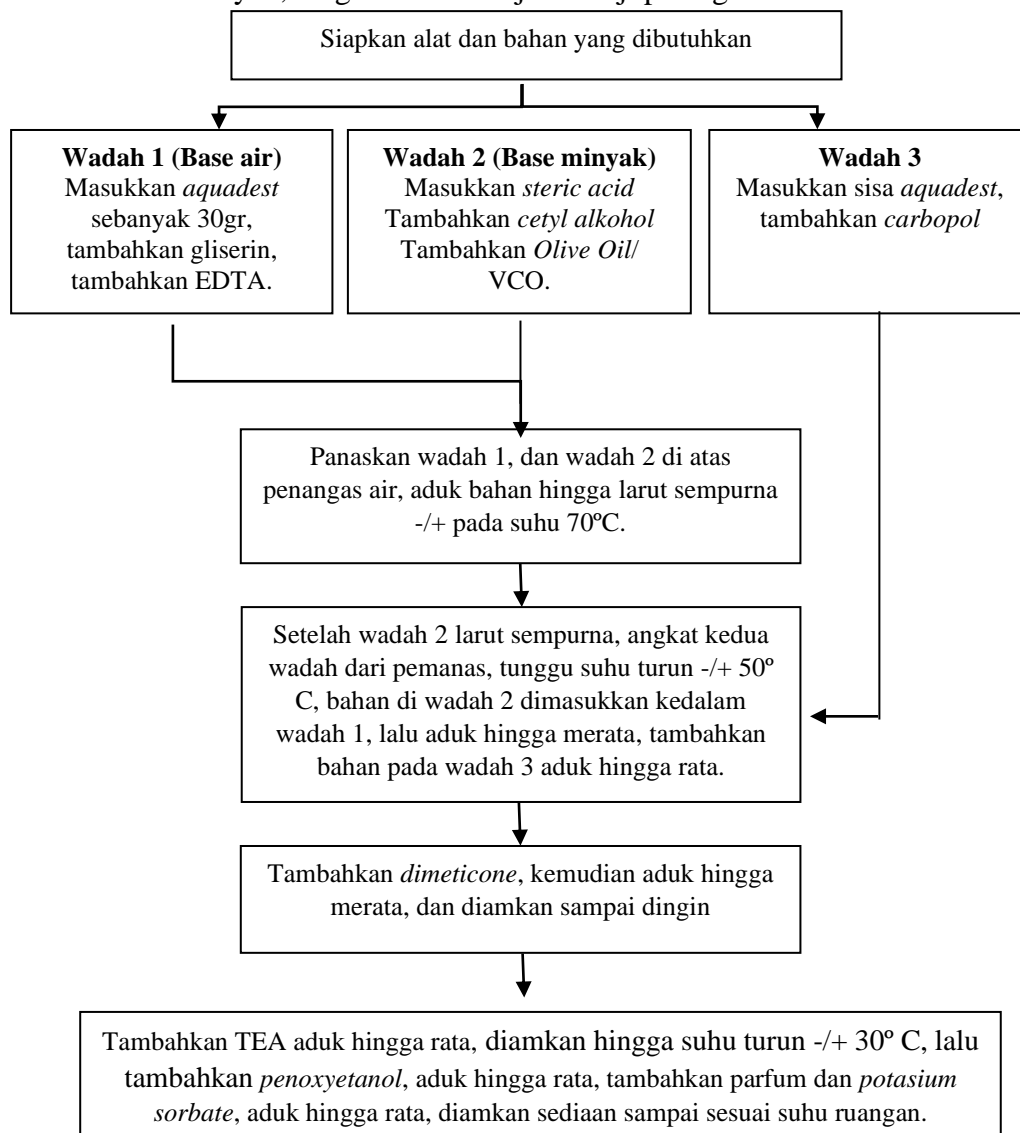 Siapkan alat dan bahan yang dibutuhkan
Wadah 1 (Base air)
Masukkan aquadest
sebanyak 30gr,
tambahkan gliserin,
tambahkan EDTA.
Wadah 2 (Base minyak)
Masukkan steric acid
Tambahkan cetyl alkohol
Tambahkan Olive Oil/
VCO.
Wadah 3
Masukkan sisa aquadest,
tambahkan carbopol
Panaskan wadah 1, dan wadah 2 di atas
penangas air, aduk bahan hingga larut sempurna
-/+ pada suhu 70ºC.
Setelah wadah 2 larut sempurna, angkat kedua
wadah dari pemanas, tunggu suhu turun -/+ 50º
C, bahan di wadah 2 dimasukkan kedalam
wadah 1, lalu aduk hingga merata, tambahkan
bahan pada wadah 3 aduk hingga rata.
Tambahkan dimeticone, kemudian aduk hingga
merata, dan diamkan sampai dingin
Tambahkan TEA aduk hingga rata, diamkan hingga suhu turun -/+ 30º C, lalu
tambahkan penoxyetanol, aduk hingga rata, tambahkan parfum dan potasium
sorbate, aduk hingga rata, diamkan sediaan sampai sesuai suhu ruangan.